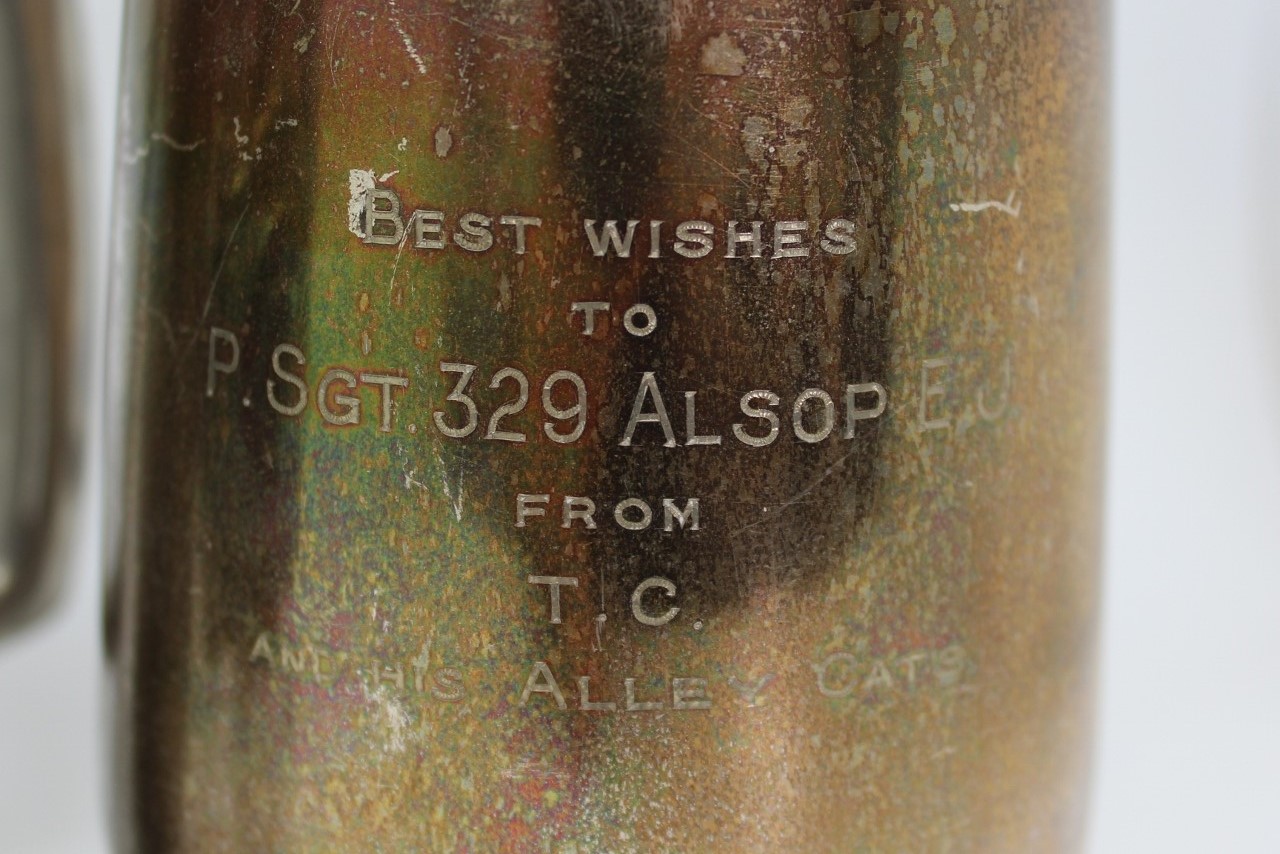 BEST WISHES
TO
P. SGT. 329 ALSOP E.J.
FROM
T.C.
AND HIS ALLEY CATS